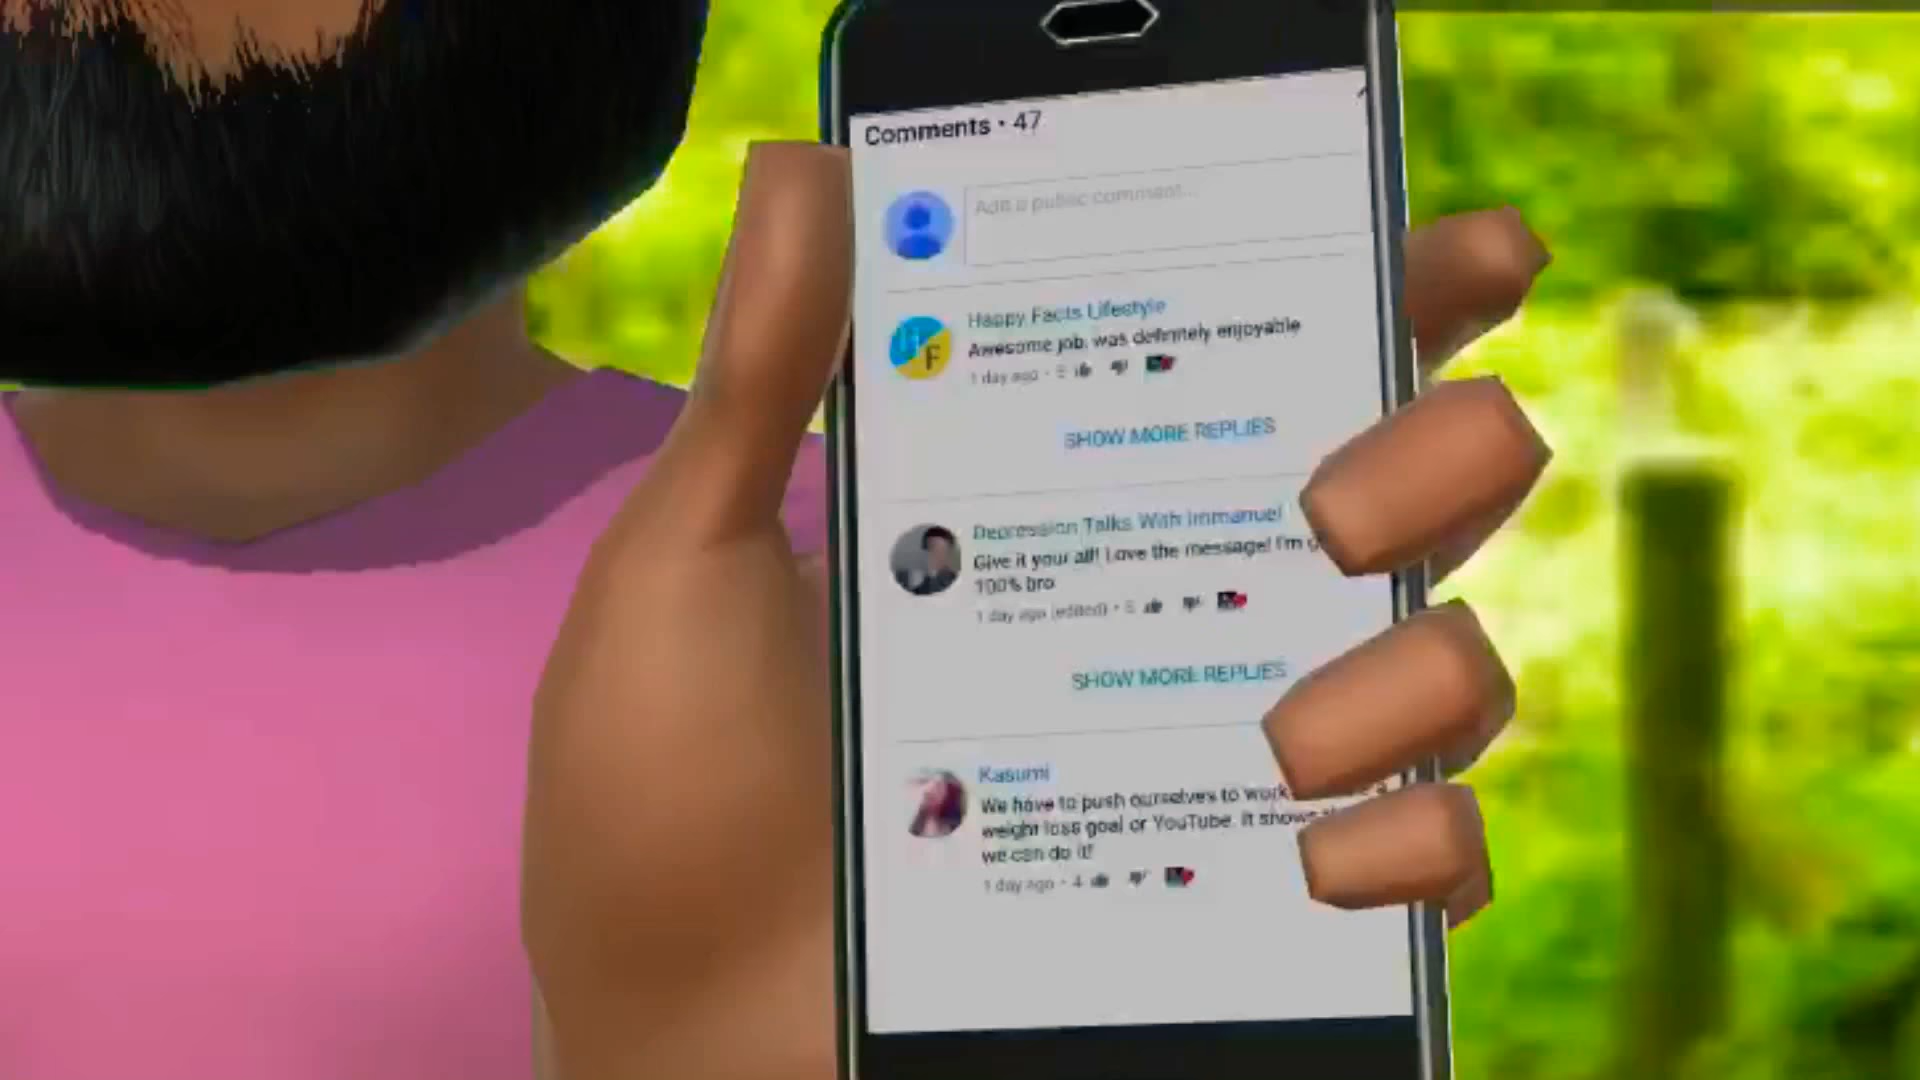 Comments • 47
Add a public comment...
Happy Facts Lifestyle
Awesome job, was definitely enjoyable
1 day ago • 5
SHOW MORE REPLIES
Depression Talks With Immanuel
Give it your all! Love the message! I'm
100% bro
1 day ago (edited) • 5
SHOW MORE REPLIES
Kasumi
We have to push ourselves to work a
weight loss goal or YouTube. It shows
we can do it!
1 day ago • 4